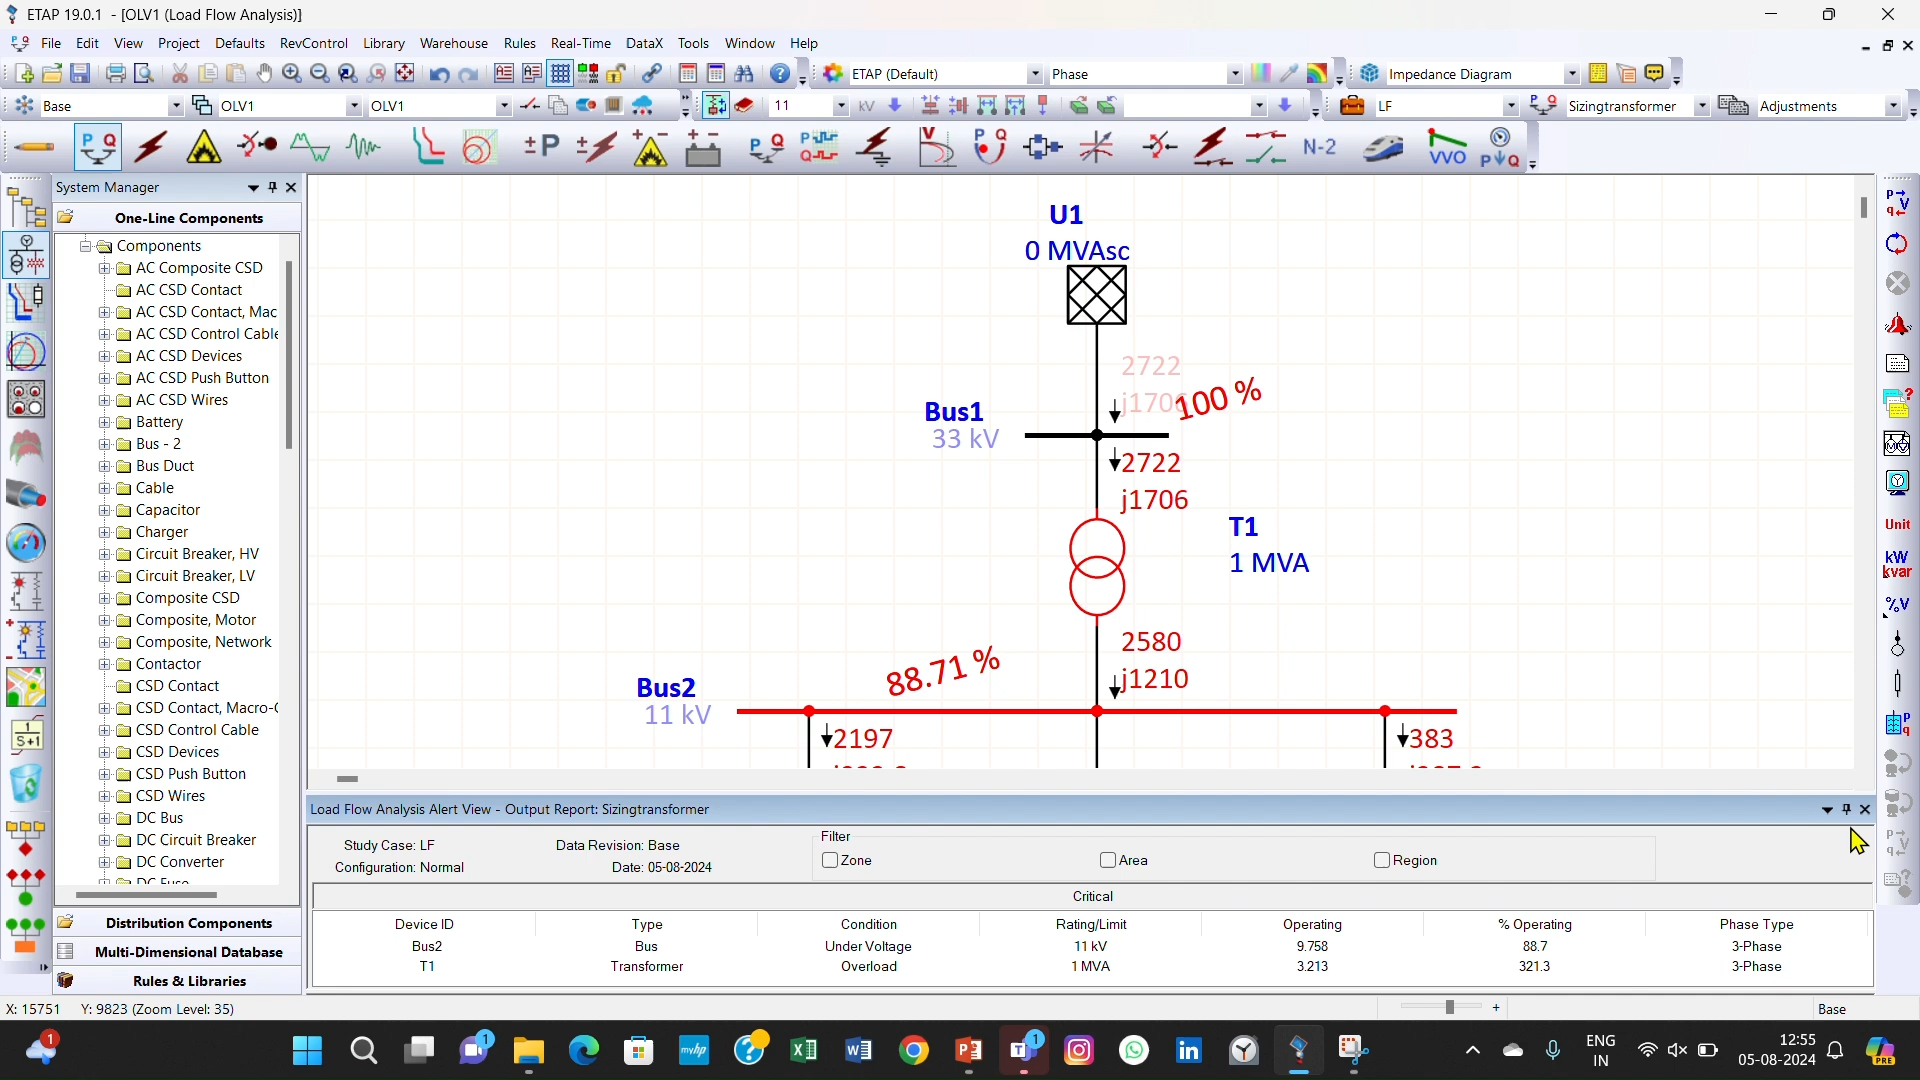 ETAP 19.0.1 - [OLV1 (Load Flow Analysis)]
File Edit View Project Defaults RevControl Library Warehouse Rules Real-Time DataX Tools Window Help
ETAP (Default) Phase Impedance Diagram
Base OLV1 OLV1 11 kV LF Sizingtransformer Adjustments
N-2 VVO
System Manager
One-Line Components
Components
AC Composite CSD
AC CSD Contact
AC CSD Contact, Mac
AC CSD Control Cable
AC CSD Devices
AC CSD Push Button
AC CSD Wires
Battery
Bus - 2
Bus Duct
Cable
Capacitor
Charger
Circuit Breaker, HV
Circuit Breaker, LV
Composite CSD
Composite, Motor
Composite, Network
Contactor
CSD Contact
CSD Contact, Macro-
CSD Control Cable
CSD Devices
CSD Push Button
CSD Wires
DC Bus
DC Circuit Breaker
DC Converter
DC Fuse
Distribution Components
Multi-Dimensional Database
Rules & Libraries
U1
0 MVAsc
2722
j1706
100 %
Bus1
33 kV
2722
j1706
T1
1 MVA
2580
j1210
88.71 %
Bus2
11 kV
2197
383
Unit
kW
kvar
%V
Load Flow Analysis Alert View - Output Report: Sizingtransformer
Study Case: LF Data Revision: Base
Configuration: Normal Date: 05-08-2024
Filter
Zone Area Region
Critical
Device ID Type Condition Rating/Limit Operating % Operating Phase Type
Bus2 Bus Under Voltage 11 kV 9.758 88.7 3-Phase
T1 Transformer Overload 1 MVA 3.213 321.3 3-Phase
X: 15751 Y: 9823 (Zoom Level: 35) Base
ENG
IN
12:55
05-08-2024